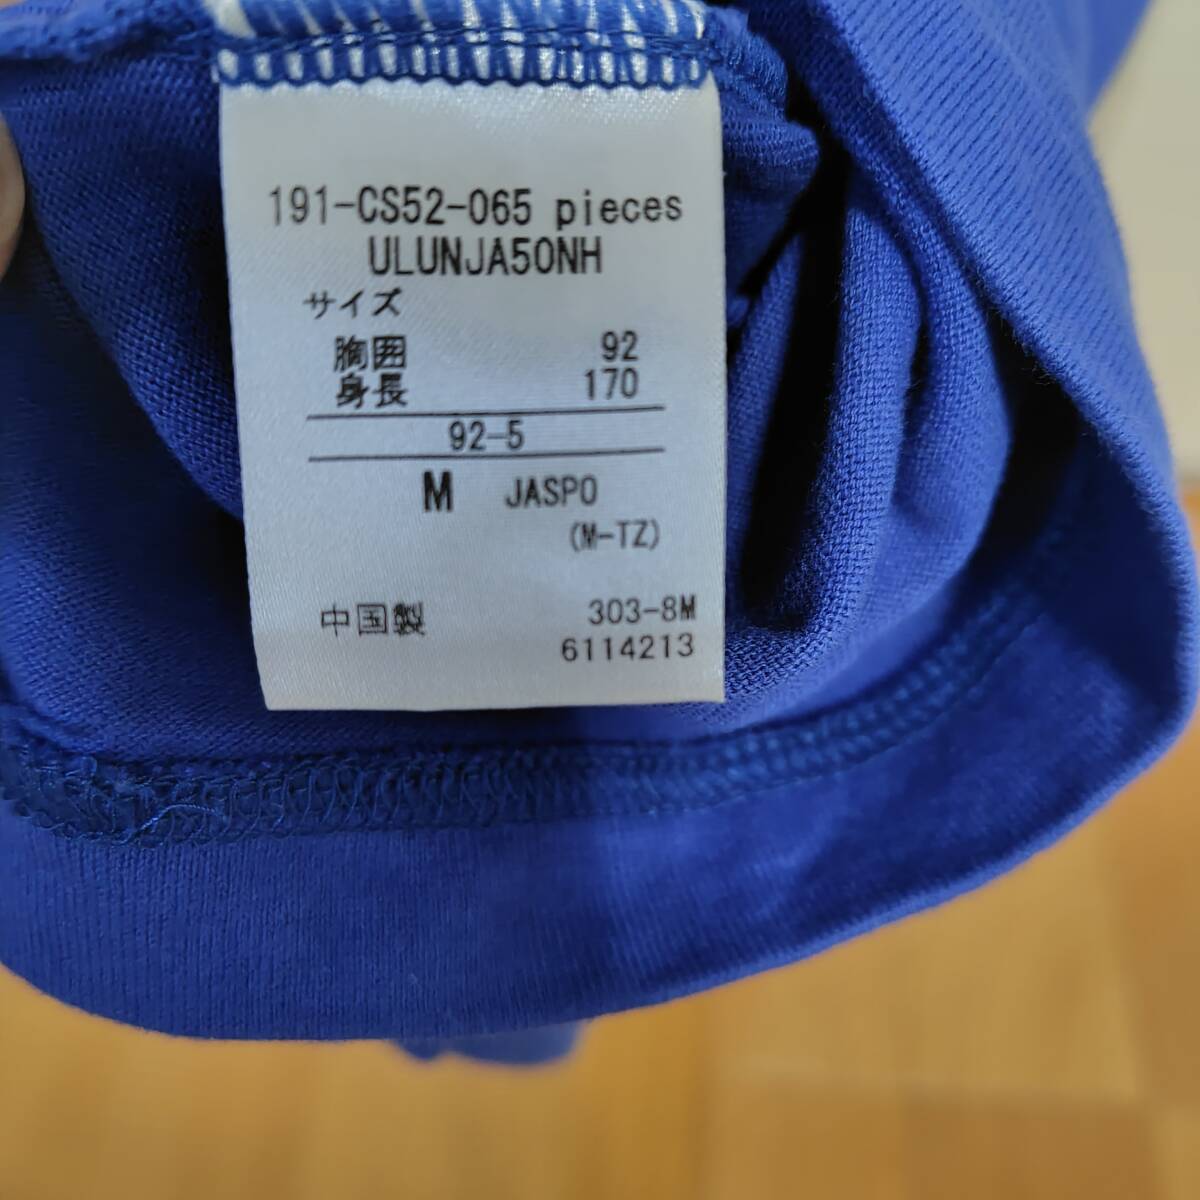 191-CS52-065 pieces
ULUNJA50NH
サイズ
胸囲 92
身長 170
92-5
M JASPO
(M-TZ)
中国製 303-8M
6114213